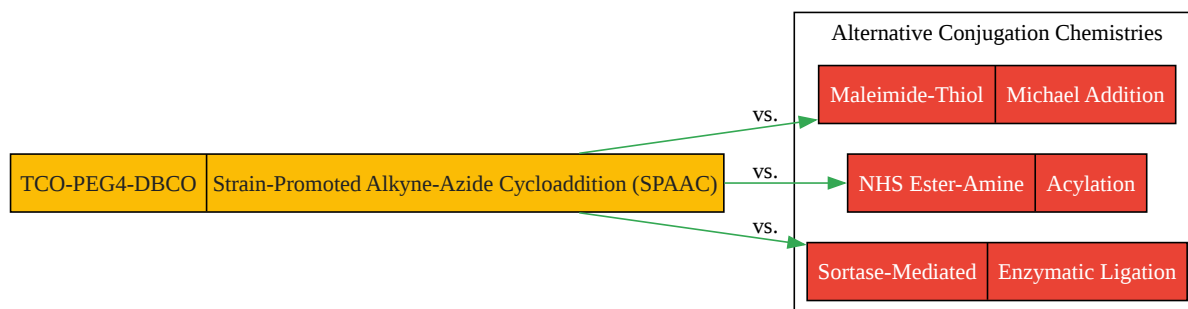 Alternative Conjugation Chemistries
Maleimide-Thiol Michael Addition
vs.
TCO-PEG4-DBCO Strain-Promoted Alkyne-Azide Cycloaddition (SPAAC)
vs.
NHS Ester-Amine Acylation
vs.
Sortase-Mediated Enzymatic Ligation